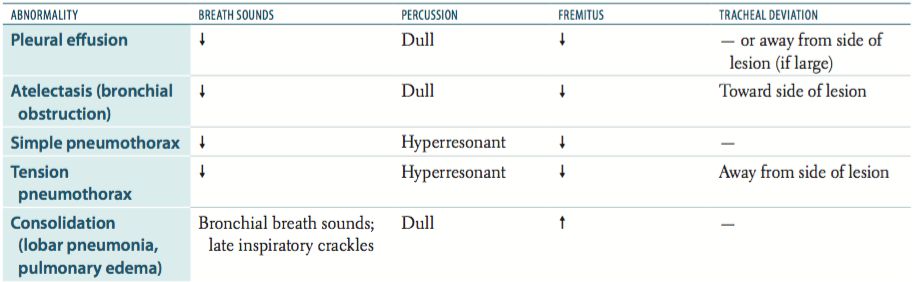 ABNORMALITY BREATH SOUNDS PERCUSSION FREMITUS TRACHEAL DEVIATION
Pleural effusion ↓ Dull ↓ — or away from side of
lesion (if large)
Atelectasis (bronchial ↓ Dull ↓ Toward side of lesion
obstruction)
Simple pneumothorax ↓ Hyperresonant ↓ —
Tension ↓ Hyperresonant ↓ Away from side of lesion
pneumothorax
Consolidation Bronchial breath sounds; Dull ↑ —
(lobar pneumonia, late inspiratory crackles
pulmonary edema)